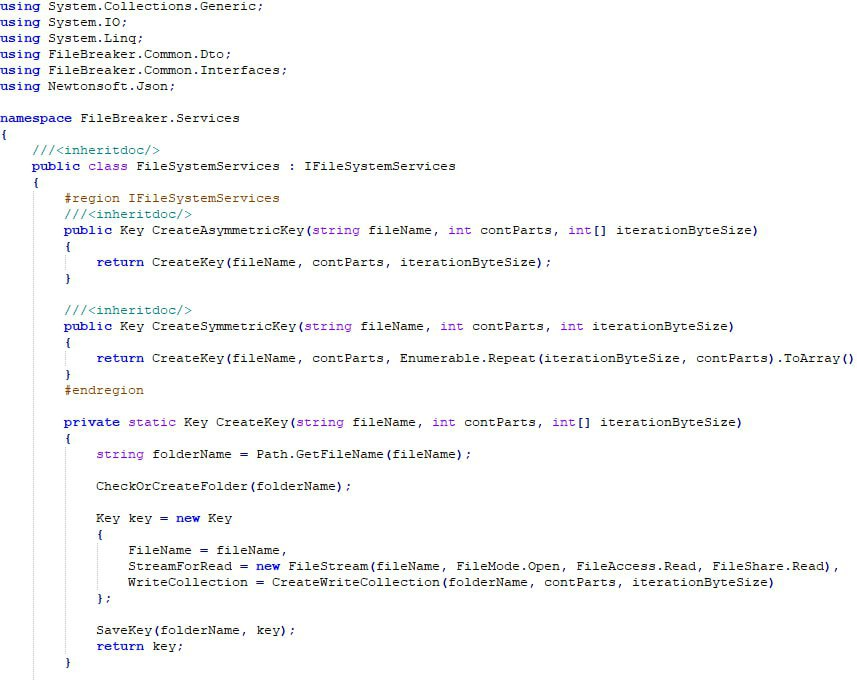 using System.Collections.Generic;
using System.IO;
using System.Linq;
using FileBreaker.Common.Dto;
using FileBreaker.Common.Interfaces;
using Newtonsoft.Json;

namespace FileBreaker.Services
{
    ///<inheritdoc/>
    public class FileSystemServices : IFileSystemServices
    {
        #region IFileSystemServices
        ///<inheritdoc/>
        public Key CreateAsymmetricKey(string fileName, int contParts, int[] iterationByteSize)
        {
            return CreateKey(fileName, contParts, iterationByteSize);
        }

        ///<inheritdoc/>
        public Key CreateSymmetricKey(string fileName, int contParts, int iterationByteSize)
        {
            return CreateKey(fileName, contParts, Enumerable.Repeat(iterationByteSize, contParts).ToArray()
        }
        #endregion

        private static Key CreateKey(string fileName, int contParts, int[] iterationByteSize)
        {
            string folderName = Path.GetFileName(fileName);

            CheckOrCreateFolder(folderName);

            Key key = new Key
            {
                FileName = fileName,
                StreamForRead = new FileStream(fileName, FileMode.Open, FileAccess.Read, FileShare.Read),
                WriteCollection = CreateWriteCollection(folderName, contParts, iterationByteSize)
            };

            SaveKey(folderName, key);
            return key;
        }